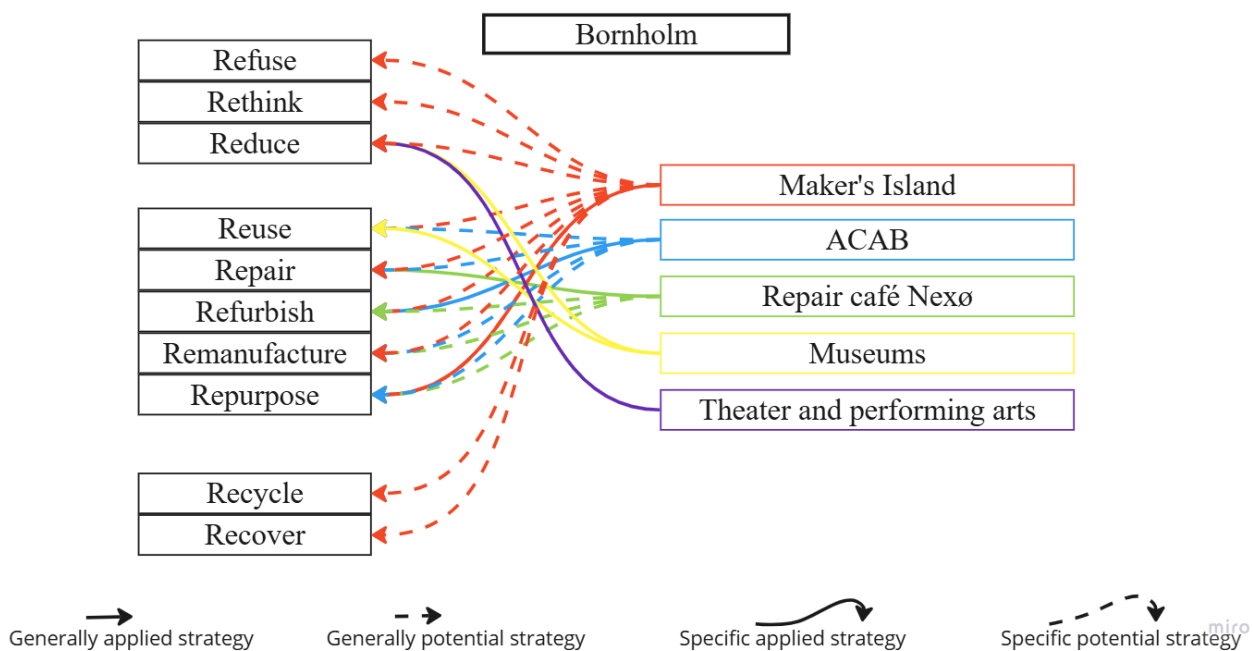 Bornholm
Refuse
Rethink
Reduce
Reuse
Repair
Refurbish
Remanufacture
Repurpose
Recycle
Recover
Maker's Island
ACAB
Repair café Nexø
Museums
Theater and performing arts
Generally applied strategy
Generally potential strategy
Specific applied strategy
Specific potential strategy
miro